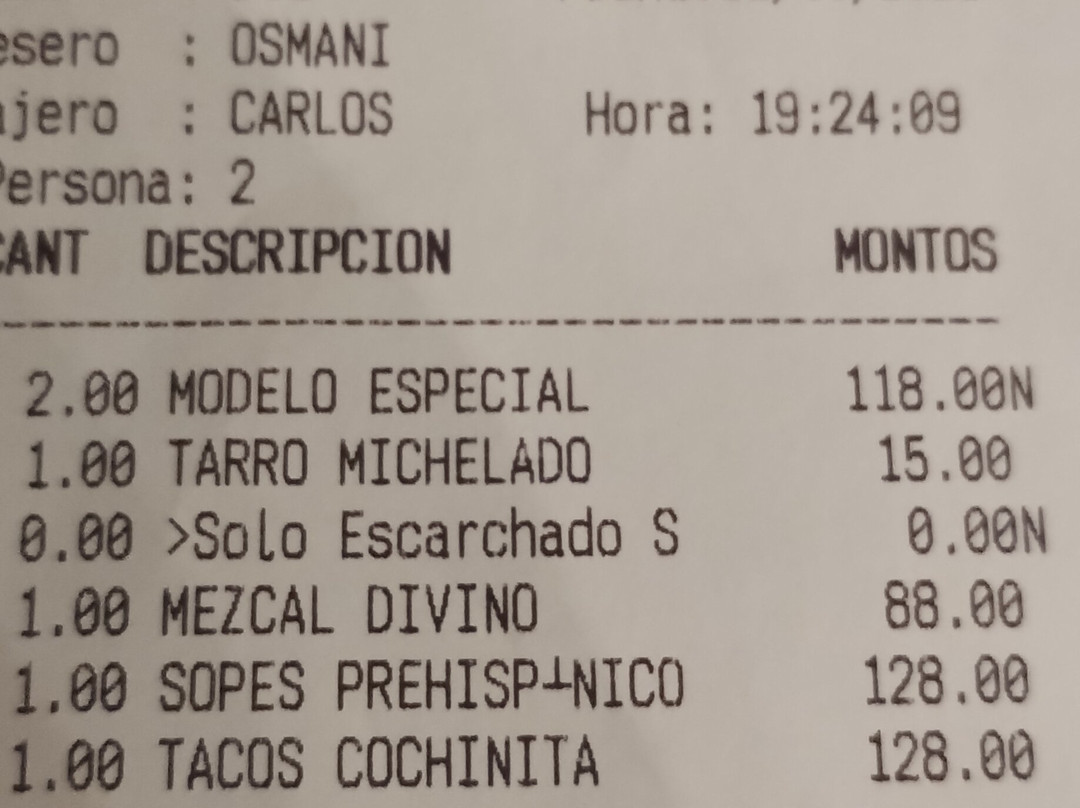 esero : OSMANI
ajero : CARLOS Hora: 19:24:09
Persona: 2
CANT DESCRIPCION MONTOS
--------------------------------
2.00 MODELO ESPECIAL 118.00N
1.00 TARRO MICHELADO 15.00
0.00 >Solo Escarchado S 0.00N
1.00 MEZCAL DIVINO 88.00
1.00 SOPES PREHISP┴NICO 128.00
1.00 TACOS COCHINITA 128.00